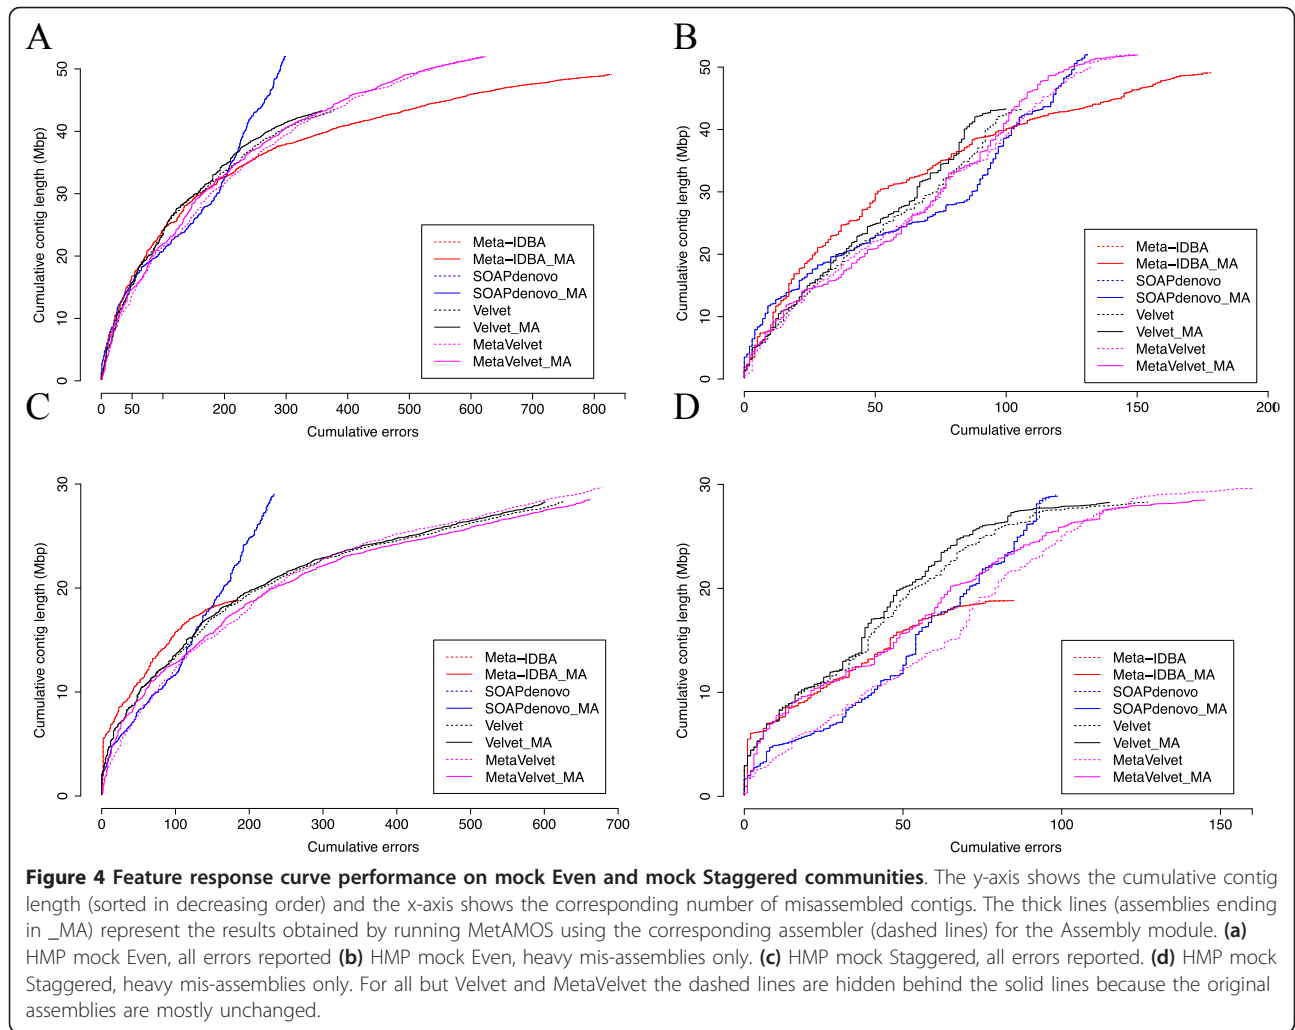 A
Cumulative contig length (Mbp)
50
40
30
20
10
0
Meta-IDBA
Meta-IDBA_MA
SOAPdenovo
SOAPdenovo_MA
Velvet
Velvet_MA
MetaVelvet
MetaVelvet_MA
0 50 200 300 400 500 600 700 800
Cumulative errors
B
Cumulative contig length (Mbp)
50
40
30
20
10
0
Meta-IDBA
Meta-IDBA_MA
SOAPdenovo
SOAPdenovo_MA
Velvet
Velvet_MA
MetaVelvet
MetaVelvet_MA
0 50 100 150 200
Cumulative errors
C
Cumulative contig length (Mbp)
30
20
10
0
Meta-IDBA
Meta-IDBA_MA
SOAPdenovo
SOAPdenovo_MA
Velvet
Velvet_MA
MetaVelvet
MetaVelvet_MA
0 100 200 300 400 500 600 700
Cumulative errors
D
Cumulative contig length (Mbp)
30
20
10
0
Meta-IDBA
Meta-IDBA_MA
SOAPdenovo
SOAPdenovo_MA
Velvet
Velvet_MA
MetaVelvet
MetaVelvet_MA
0 50 100 150
Cumulative errors
Figure 4 Feature response curve performance on mock Even and mock Staggered communities. The y-axis shows the cumulative contig
length (sorted in decreasing order) and the x-axis shows the corresponding number of misassembled contigs. The thick lines (assemblies ending
in _MA) represent the results obtained by running MetAMOS using the corresponding assembler (dashed lines) for the Assembly module. (a)
HMP mock Even, all errors reported (b) HMP mock Even, heavy mis-assemblies only. (c) HMP mock Staggered, all errors reported. (d) HMP mock
Staggered, heavy mis-assemblies only. For all but Velvet and MetaVelvet the dashed lines are hidden behind the solid lines because the original
assemblies are mostly unchanged.